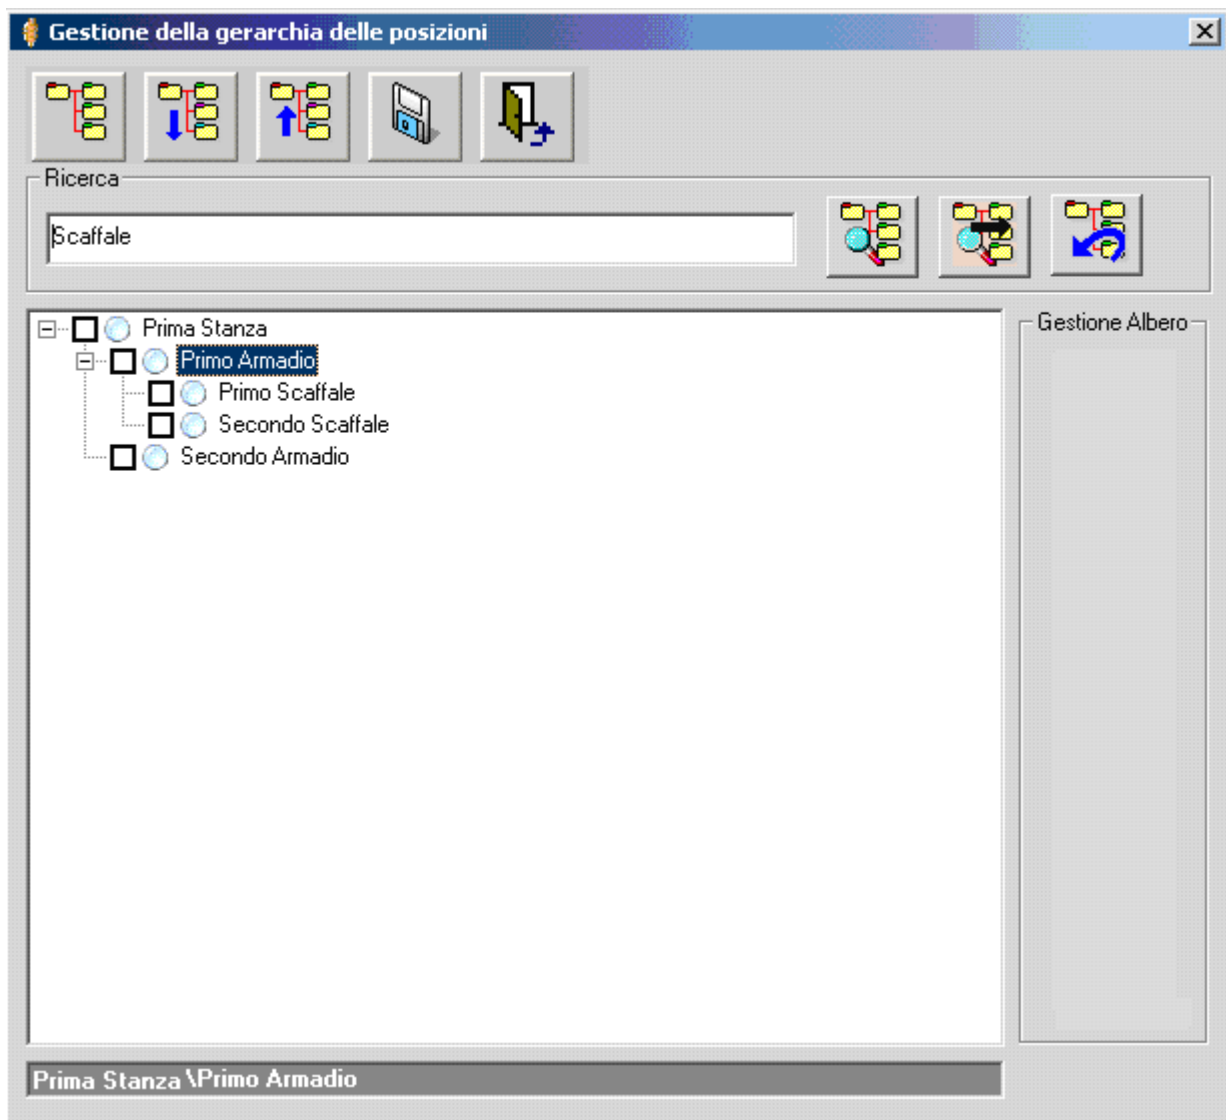 Gestione della gerarchia delle posizioni
Ricerca
Scaffale
Prima Stanza
Primo Armadio
Primo Scaffale
Secondo Scaffale
Secondo Armadio
Gestione Albero
Prima Stanza\Primo Armadio